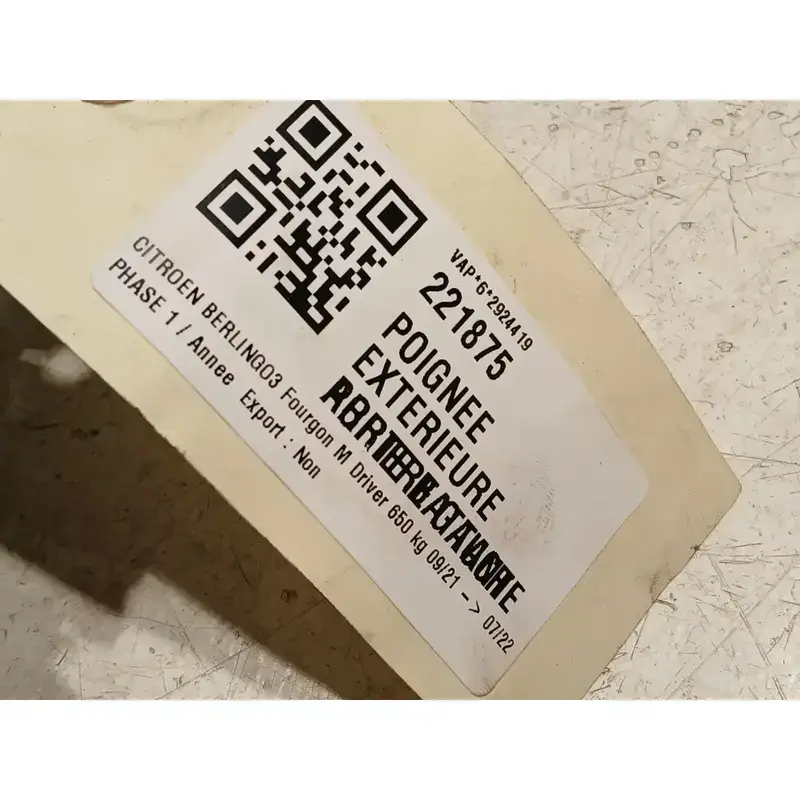 VAP*6*2924419
221875
POIGNEE
EXTERIEURE
CITROEN BERLINGO3 Fourgon M Driver 650 kg 09/21 -> 07/22
PHASE 1 / Annee Export : Non